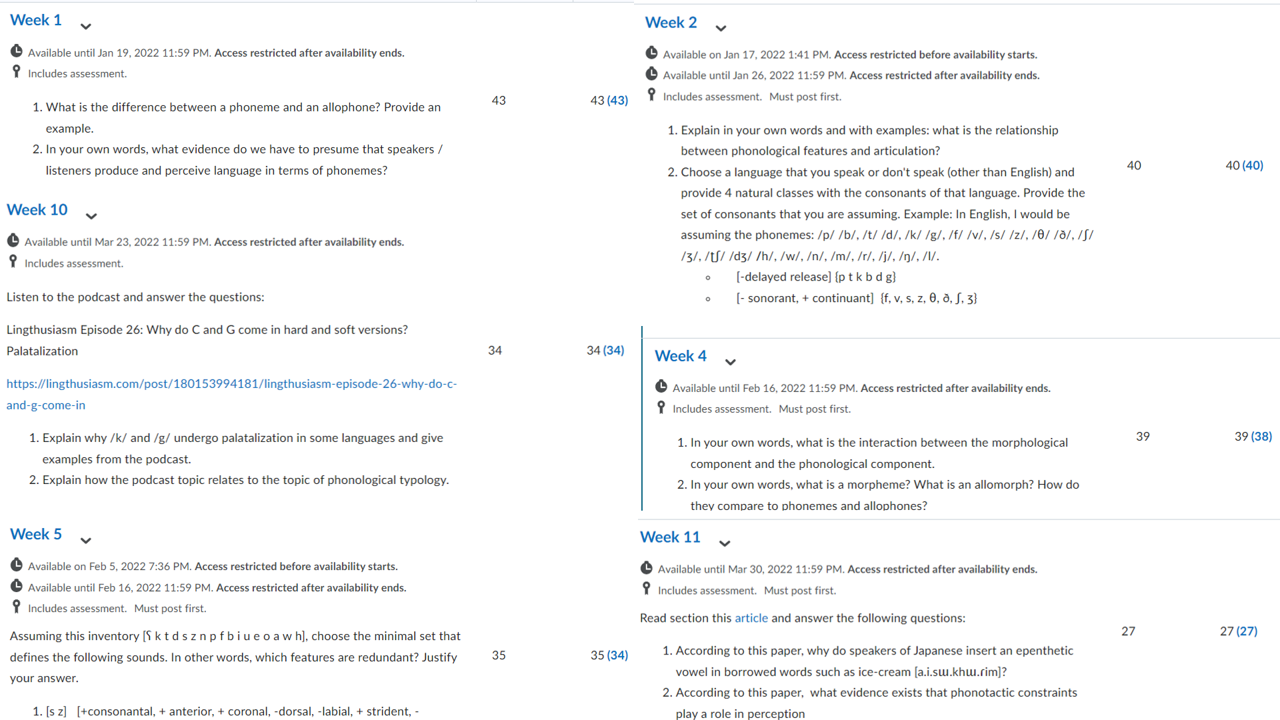 Week 1
Available until Jan 19, 2022 11:59 PM. Access restricted after availability ends.
Includes assessment.
1. What is the difference between a phoneme and an allophone? Provide an
example.
2. In your own words, what evidence do we have to presume that speakers /
listeners produce and perceive language in terms of phonemes?
43
43 (43)
Week 10
Available until Mar 23, 2022 11:59 PM. Access restricted after availability ends.
Includes assessment.
Listen to the podcast and answer the questions:
Lingthusiasm Episode 26: Why do C and G come in hard and soft versions?
Palatalization
https://lingthusiasm.com/post/180153994181/lingthusiasm-episode-26-why-do-c-
and-g-come-in
1. Explain why /k/ and /g/ undergo palatalization in some languages and give
examples from the podcast.
2. Explain how the podcast topic relates to the topic of phonological typology.
34
34 (34)
Week 5
Available on Feb 5, 2022 7:36 PM. Access restricted before availability starts.
Available until Feb 16, 2022 11:59 PM. Access restricted after availability ends.
Includes assessment. Must post first.
Assuming this inventory [ʕ k t d s z n p f b i u e o a w h], choose the minimal set that
defines the following sounds. In other words, which features are redundant? Justify
your answer.
1. [s z] [+consonantal, + anterior, + coronal, -dorsal, -labial, + strident, -
35
35 (34)
Week 2
Available on Jan 17, 2022 1:41 PM. Access restricted before availability starts.
Available until Jan 26, 2022 11:59 PM. Access restricted after availability ends.
Includes assessment. Must post first.
1. Explain in your own words and with examples: what is the relationship
between phonological features and articulation?
2. Choose a language that you speak or don't speak (other than English) and
provide 4 natural classes with the consonants of that language. Provide the
set of consonants that you are assuming. Example: In English, I would be
assuming the phonemes: /p/ /b/, /t/ /d/, /k/ /g/, /f/ /v/, /s/ /z/, /θ/ /ð/, /ʃ/
/ʒ/, /tʃ/ /dʒ/ /h/, /w/, /n/, /m/, /r/, /j/, /ŋ/, /l/.
[-delayed release] {p t k b d g}
[- sonorant, + continuant] {f, v, s, z, θ, ð, ʃ, ʒ}
40
40 (40)
Week 4
Available until Feb 16, 2022 11:59 PM. Access restricted after availability ends.
Includes assessment. Must post first.
1. In your own words, what is the interaction between the morphological
component and the phonological component.
2. In your own words, what is a morpheme? What is an allomorph? How do
they compare to phonemes and allophones?
39
39 (38)
Week 11
Available until Mar 30, 2022 11:59 PM. Access restricted after availability ends.
Includes assessment. Must post first.
Read section this article and answer the following questions:
1. According to this paper, why do speakers of Japanese insert an epenthetic
vowel in borrowed words such as ice-cream [a.i.sɯ.khɯ.ɾim]?
2. According to this paper, what evidence exists that phonotactic constraints
play a role in perception
27
27 (27)